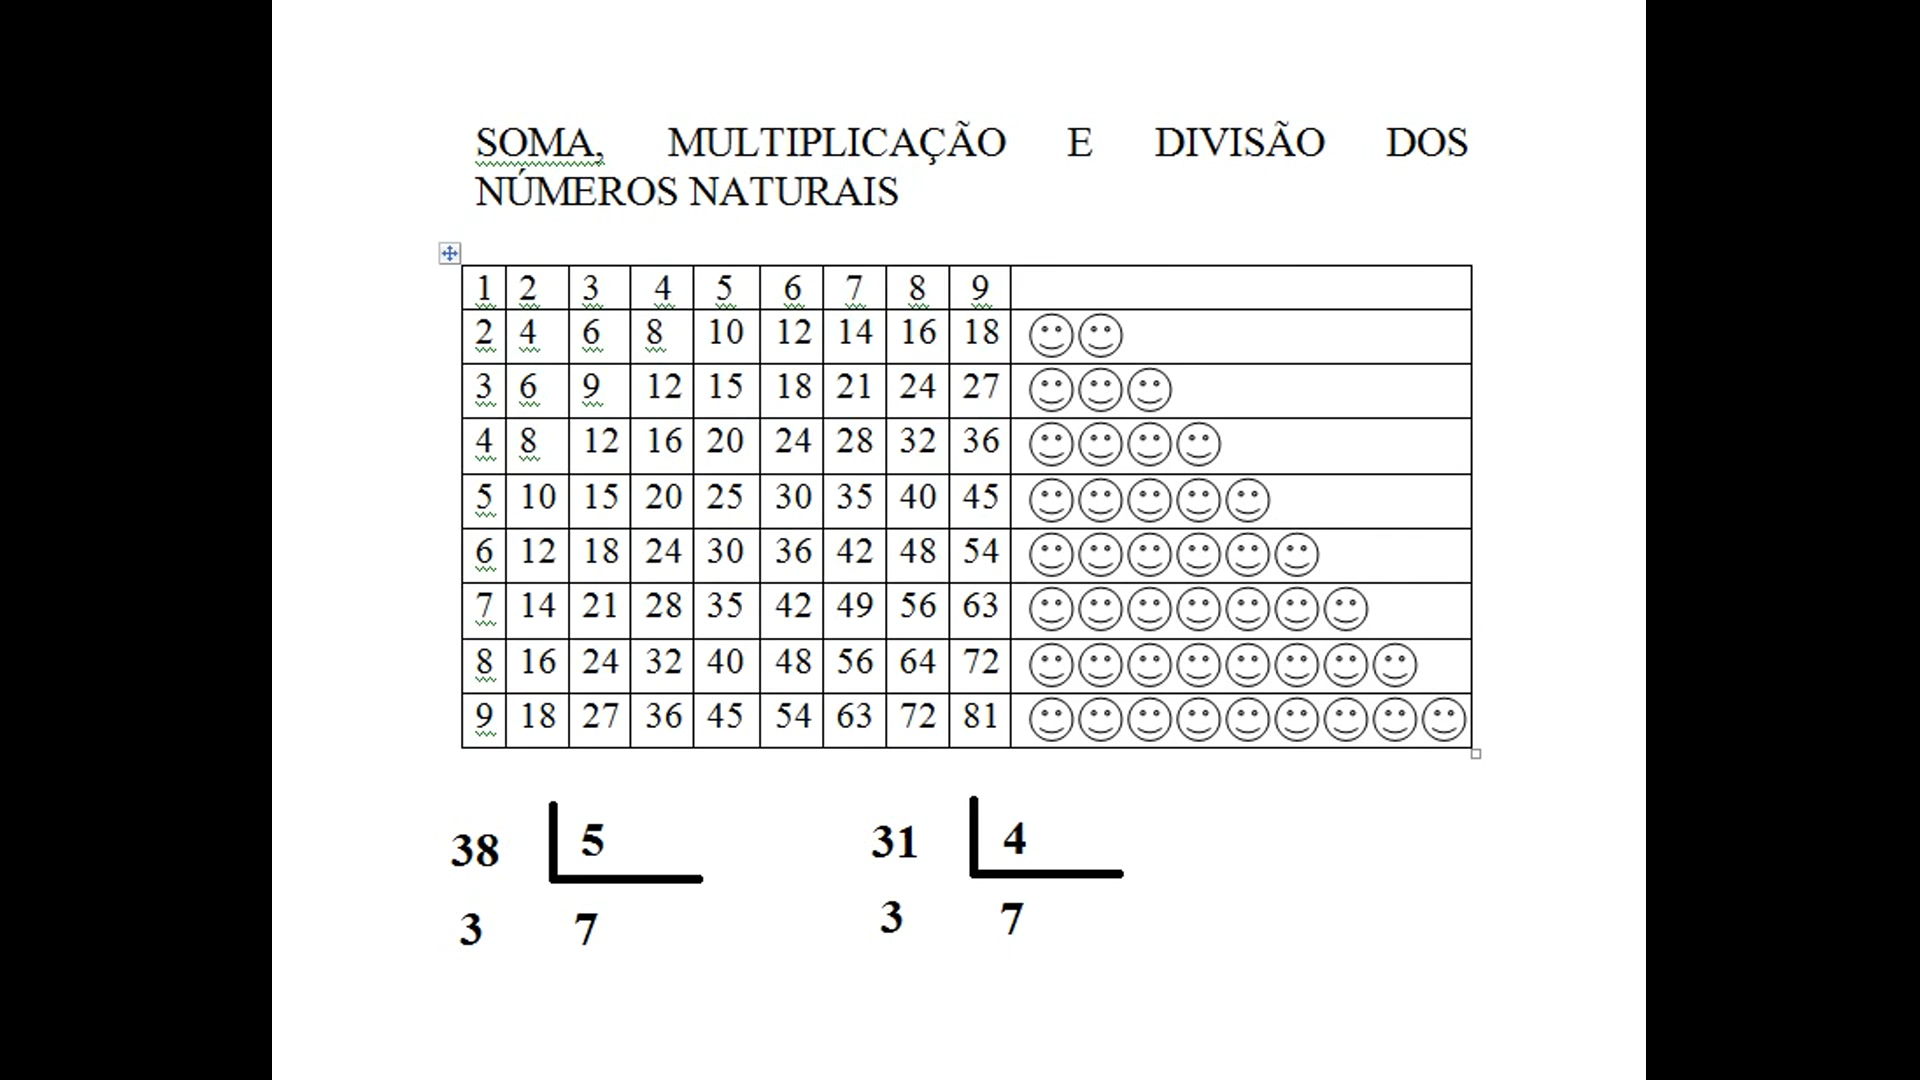 SOMA, MULTIPLICAÇÃO E DIVISÃO DOS
NÚMEROS NATURAIS
1 2 3 4 5 6 7 8 9
2 4 6 8 10 12 14 16 18
3 6 9 12 15 18 21 24 27
4 8 12 16 20 24 28 32 36
5 10 15 20 25 30 35 40 45
6 12 18 24 30 36 42 48 54
7 14 21 28 35 42 49 56 63
8 16 24 32 40 48 56 64 72
9 18 27 36 45 54 63 72 81
38 5
3 7
31 4
3 7